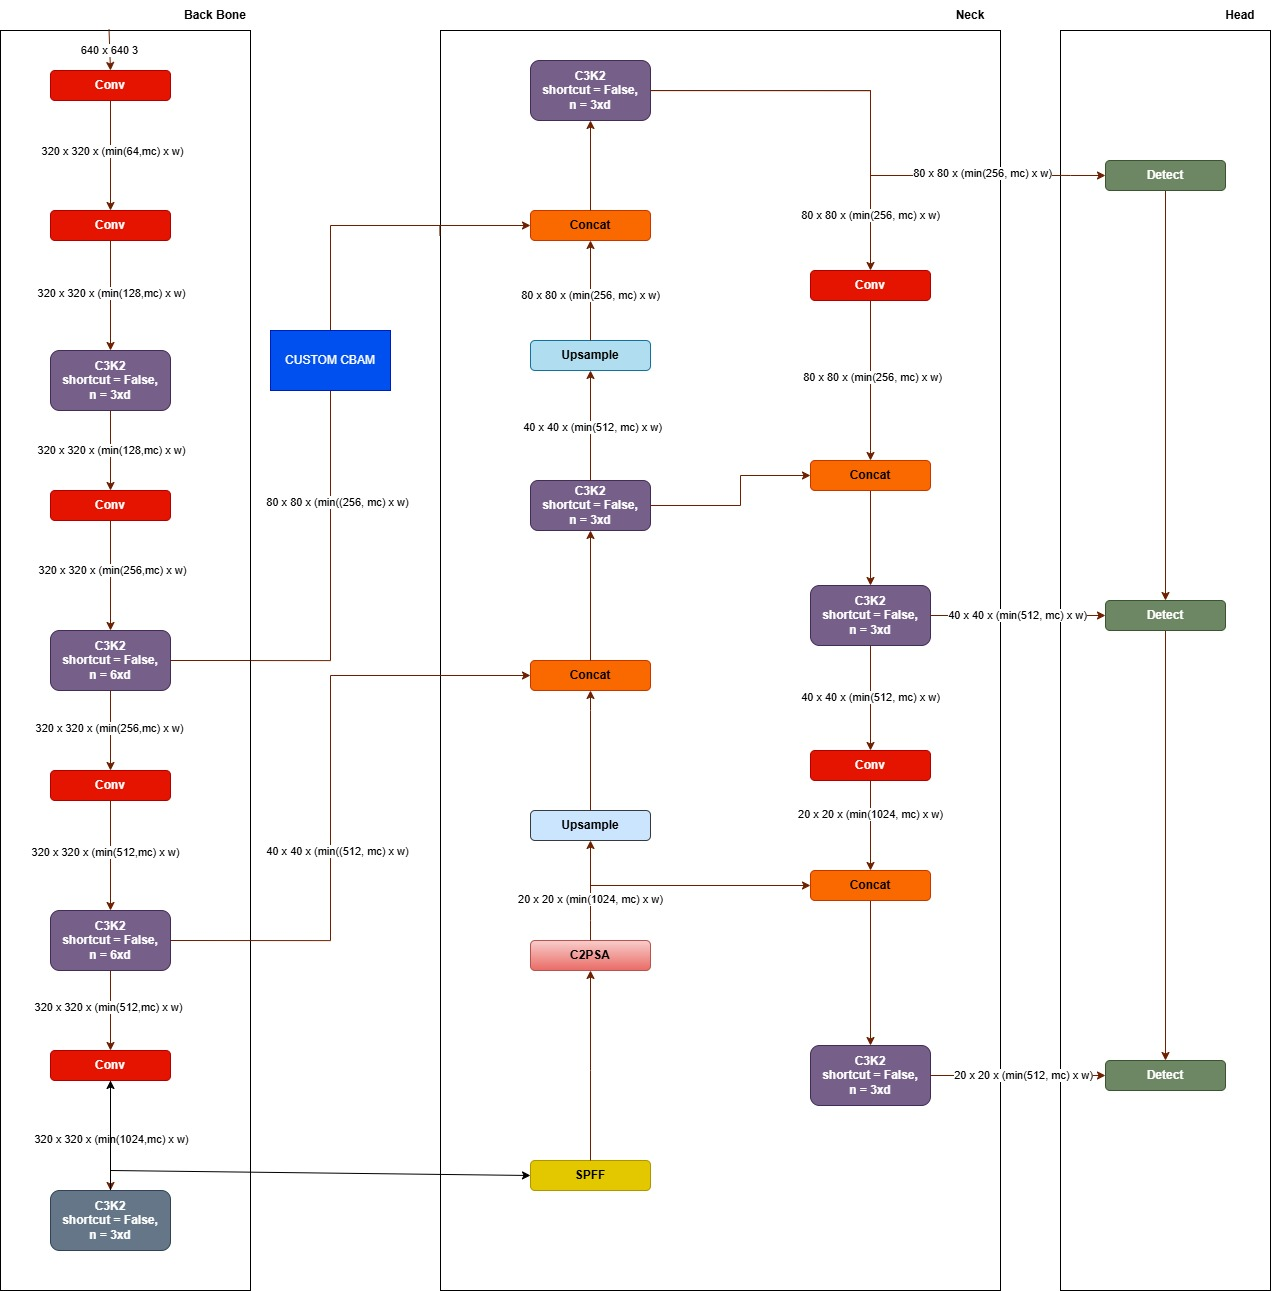 Back Bone
640 x 640 3
Conv
320 x 320 x (min(64,mc) x w)
Conv
320 x 320 x (min(128,mc) x w)
C3K2
shortcut = False,
n = 3xd
320 x 320 x (min(128,mc) x w)
Conv
320 x 320 x (min(256,mc) x w)
C3K2
shortcut = False,
n = 6xd
320 x 320 x (min(256,mc) x w)
Conv
320 x 320 x (min(512,mc) x w)
C3K2
shortcut = False,
n = 6xd
320 x 320 x (min(512,mc) x w)
Conv
320 x 320 x (min(1024,mc) x w)
C3K2
shortcut = False,
n = 3xd
CUSTOM CBAM
80 x 80 x (min((256, mc) x w)
40 x 40 x (min((512, mc) x w)
Neck
C3K2
shortcut = False,
n = 3xd
Concat
80 x 80 x (min(256, mc) x w)
Upsample
40 x 40 x (min(512, mc) x w)
C3K2
shortcut = False,
n = 3xd
Concat
Upsample
20 x 20 x (min(1024, mc) x w)
C2PSA
SPFF
80 x 80 x (min(256, mc) x w)
80 x 80 x (min(256, mc) x w)
Conv
80 x 80 x (min(256, mc) x w)
Concat
C3K2
shortcut = False,
n = 3xd
40 x 40 x (min(512, mc) x w)
40 x 40 x (min(512, mc) x w)
Conv
20 x 20 x (min(1024, mc) x w)
Concat
C3K2
shortcut = False,
n = 3xd
20 x 20 x (min(512, mc) x w)
Head
Detect
Detect
Detect